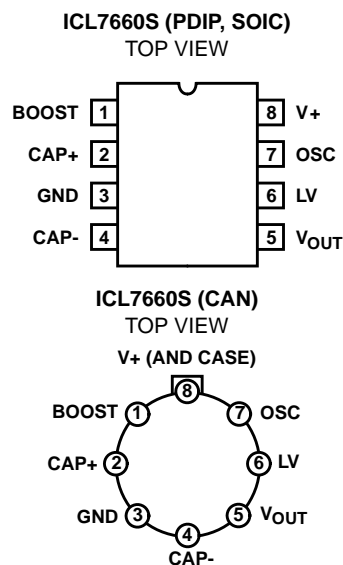 ICL7660S (PDIP, SOIC)
TOP VIEW
BOOST 1 8 V+
CAP+ 2 7 OSC
GND 3 6 LV
CAP- 4 5 VOUT
ICL7660S (CAN)
TOP VIEW
V+ (AND CASE)
8
BOOST 1 7 OSC
CAP+ 2 6 LV
GND 3 5 VOUT
4
CAP-